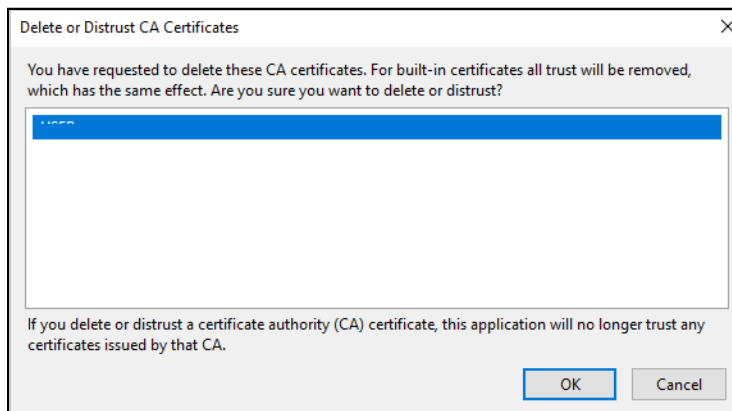 Delete or Distrust CA Certificates
You have requested to delete these CA certificates. For built-in certificates all trust will be removed,
which has the same effect. Are you sure you want to delete or distrust?
If you delete or distrust a certificate authority (CA) certificate, this application will no longer trust any
certificates issued by that CA.
OK
Cancel